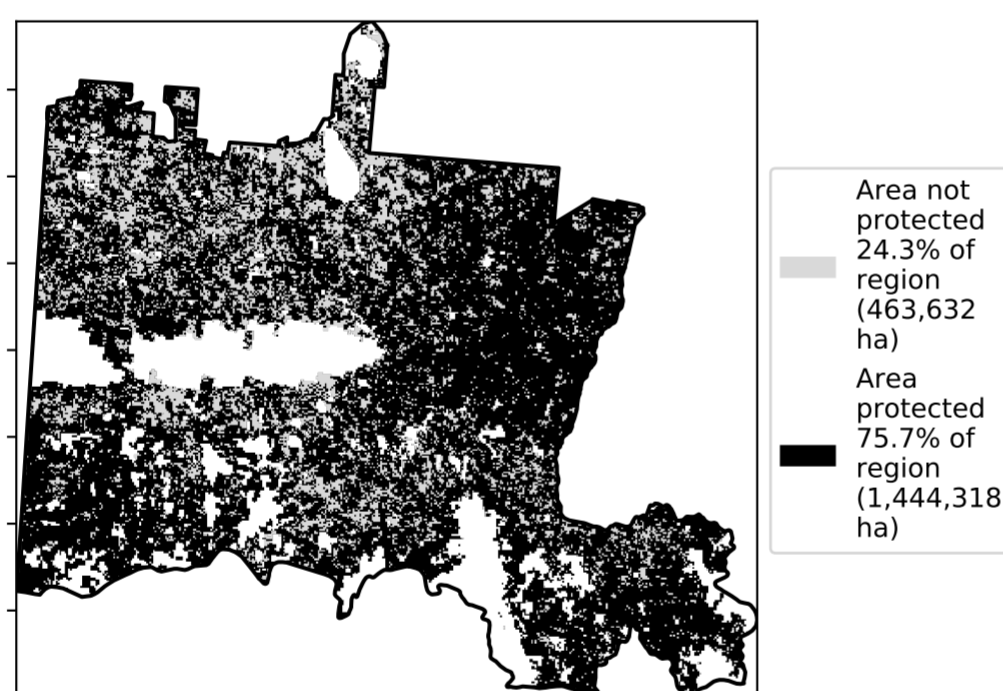 Area not
protected
24.3% of
region
(463,632
ha)
Area
protected
75.7% of
region
(1,444,318
ha)